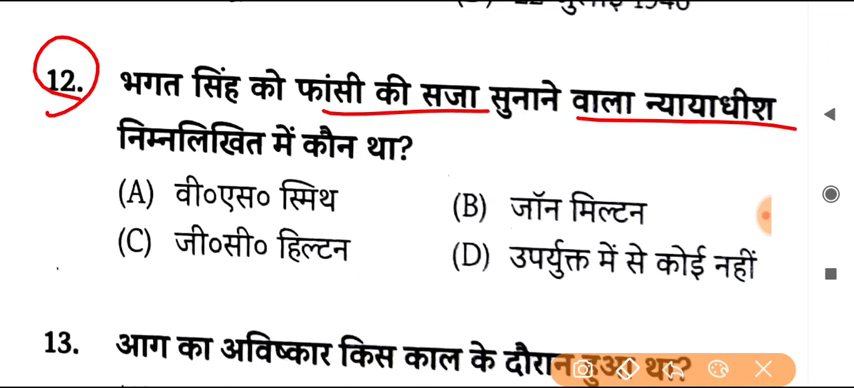 12. भगत सिंह को फांसी की सजा सुनाने वाला न्यायाधीश
निम्नलिखित में कौन था?
(A) वी०एस० स्मिथ (B) जॉन मिल्टन
(C) जी०सी० हिल्टन (D) उपर्युक्त में से कोई नहीं
13. आग का अविष्कार किस काल के दौरान हुआ था?